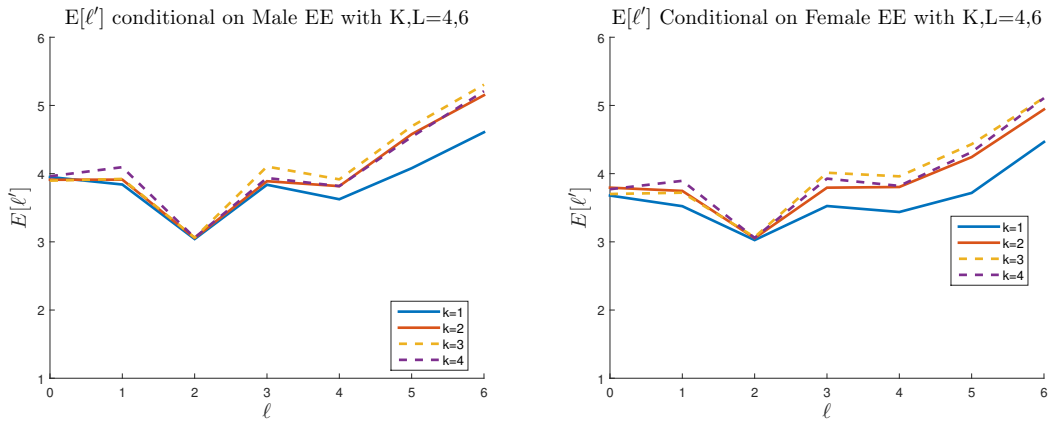 E[ℓ′] conditional on Male EE with K,L=4,6
6
5
4
3
2
1
E[ℓ′]
0 1 2 3 4 5 6
ℓ
k=1
k=2
k=3
k=4
E[ℓ′] Conditional on Female EE with K,L=4,6
6
5
4
3
2
1
E[ℓ′]
0 1 2 3 4 5 6
ℓ
k=1
k=2
k=3
k=4